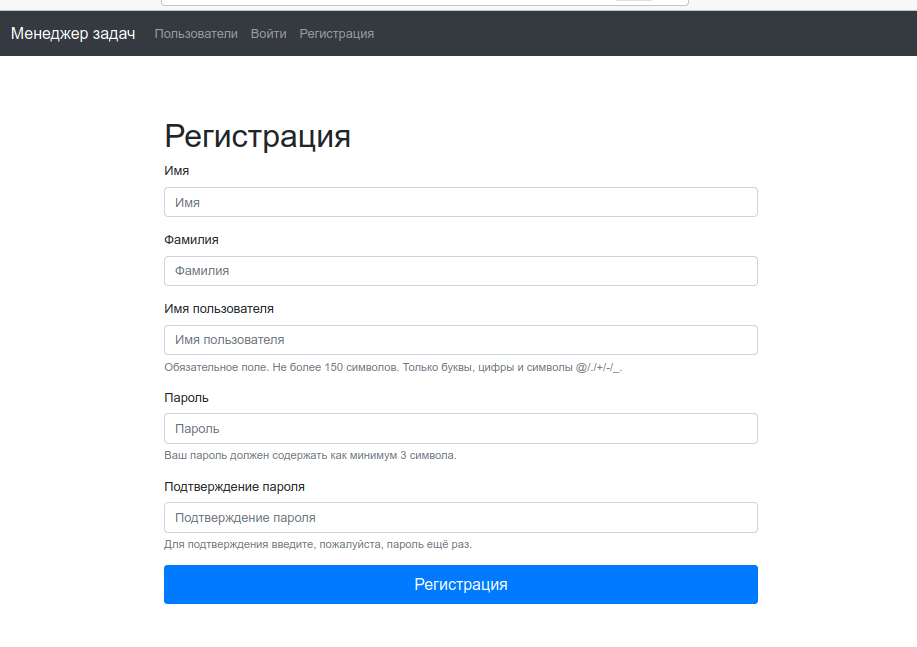 Менеджер задач Пользователи Войти Регистрация
Регистрация
Имя
Имя
Фамилия
Фамилия
Имя пользователя
Имя пользователя
Обязательное поле. Не более 150 символов. Только буквы, цифры и символы @/./+/-/_.
Пароль
Пароль
Ваш пароль должен содержать как минимум 3 символа.
Подтверждение пароля
Подтверждение пароля
Для подтверждения введите, пожалуйста, пароль ещё раз.
Регистрация